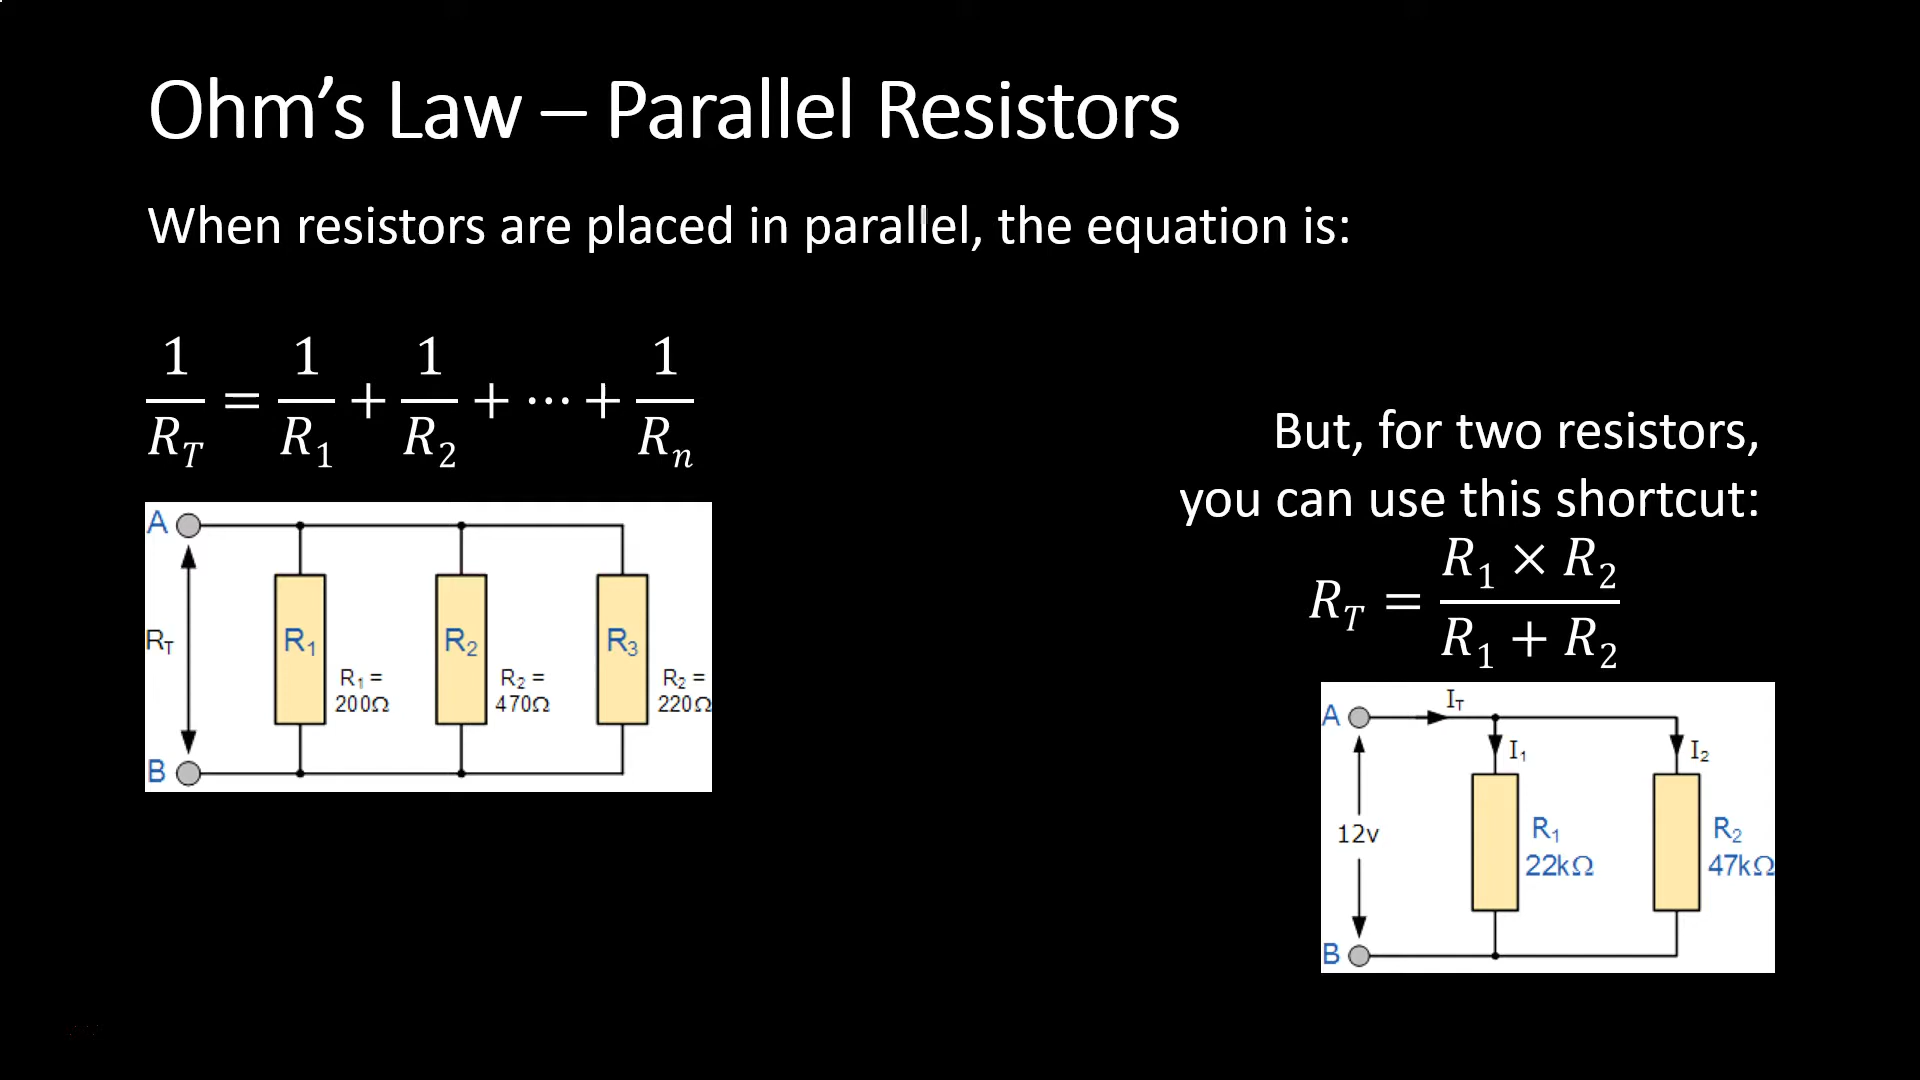 Ohm’s Law – Parallel Resistors
When resistors are placed in parallel, the equation is:
1/R_T = 1/R_1 + 1/R_2 + ⋯ + 1/R_n
A
R_T
B
R_1
R_1 =
200Ω
R_2
R_2 =
470Ω
R_3
R_2 =
220Ω
But, for two resistors,
you can use this shortcut:
R_T = (R_1 × R_2)/(R_1 + R_2)
A
I_T
I_1
I_2
12v
R_1
22kΩ
R_2
47kΩ
B